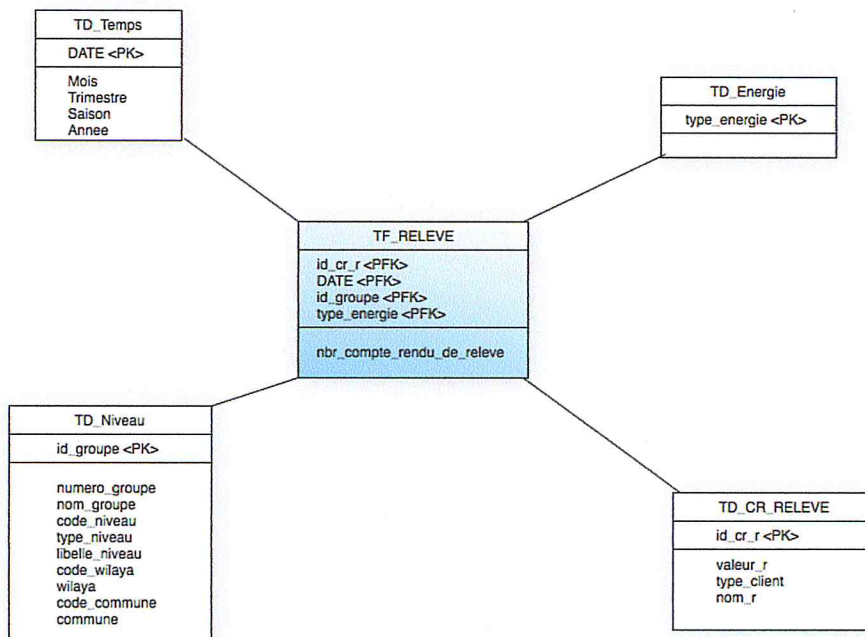 TD_Temps
DATE <PK>
Mois
Trimestre
Saison
Annee
TD_Energie
type_energie <PK>
TF_RELEVE
id_cr_r <PFK>
DATE <PFK>
id_groupe <PFK>
type_energie <PFK>
nbr_compte_rendu_de_releve
TD_Niveau
id_groupe <PK>
numero_groupe
nom_groupe
code_niveau
type_niveau
libelle_niveau
code_wilaya
wilaya
code_commune
commune
TD_CR_RELEVE
id_cr_r <PK>
valeur_r
type_client
nom_r